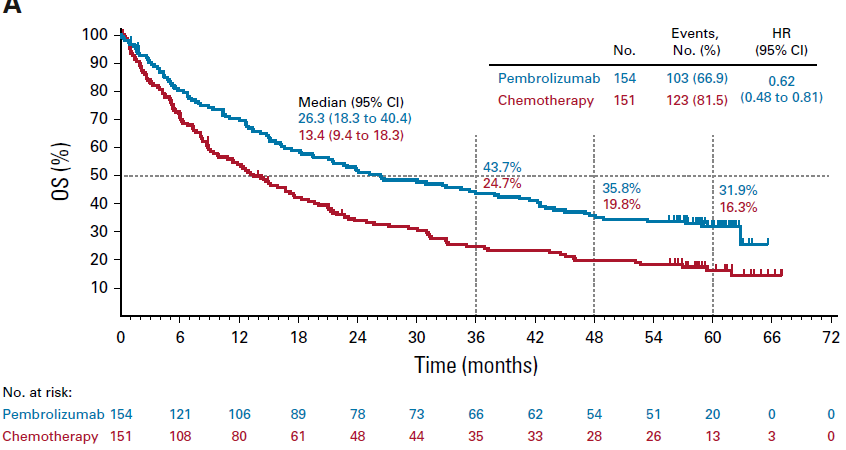 A
Events, HR
No. No. (%) (95% CI)
Pembrolizumab 154 103 (66.9) 0.62
Chemotherapy 151 123 (81.5) (0.48 to 0.81)
Median (95% CI)
26.3 (18.3 to 40.4)
13.4 (9.4 to 18.3)
43.7%
24.7%
35.8%
19.8%
31.9%
16.3%
OS (%)
100
90
80
70
60
50
40
30
20
10
0 6 12 18 24 30 36 42 48 54 60 66 72
Time (months)
No. at risk:
Pembrolizumab 154 121 106 89 78 73 66 62 54 51 20 0 0
Chemotherapy 151 108 80 61 48 44 35 33 28 26 13 3 0